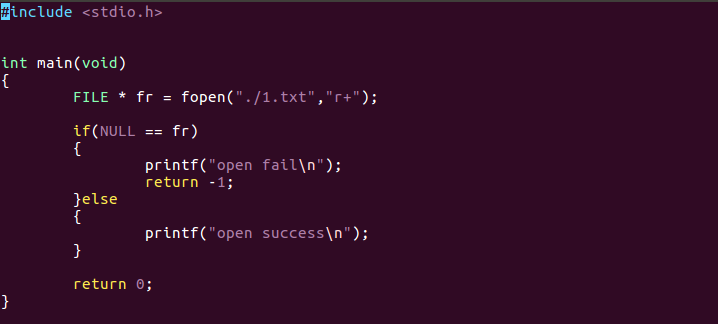 #include <stdio.h>
int main(void)
{
FILE * fr = fopen("./1.txt","r+");
if(NULL == fr)
{
printf("open fail\n");
return -1;
}else
{
printf("open success\n");
}
return 0;
}